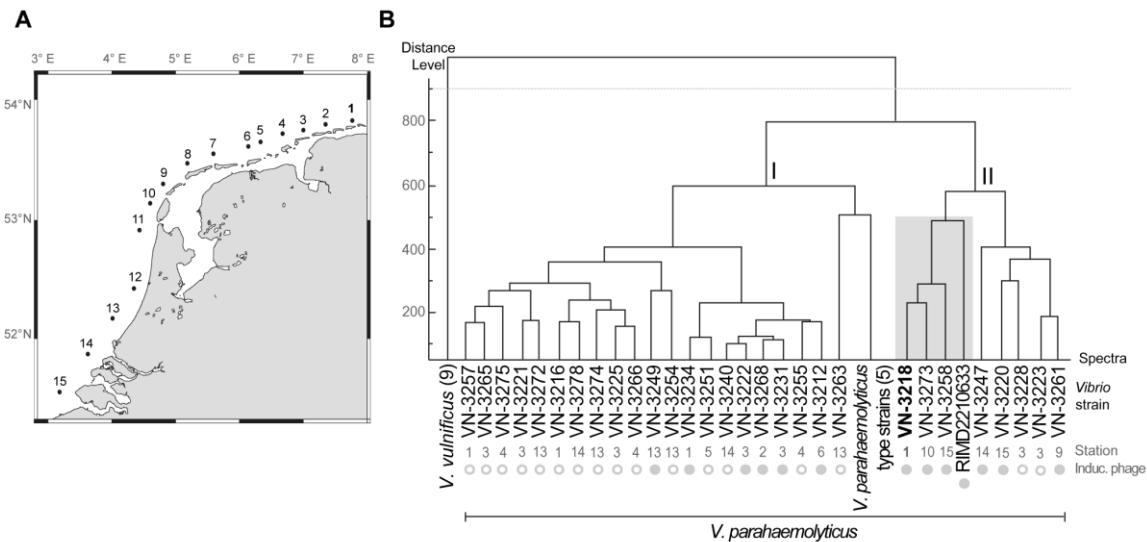 A
3° E 4° E 5° E 6° E 7° E 8° E
54°N
53°N
52°N
1
2
3
4
5
6
7
8
9
10
11
12
13
14
15
B
Distance
Level
800
600
400
200
I
II
Spectra
Vibrio
strain
Station
Induc. phage
V. vulnificus (9)
VN-3257
VN-3265
VN-3275
VN-3221
VN-3272
VN-3216
VN-3278
VN-3274
VN-3225
VN-3266
VN-3249
VN-3254
VN-3234
VN-3251
VN-3240
VN-3222
VN-3268
VN-3231
VN-3255
VN-3212
VN-3263
V. parahaemolyticus
type strains (5)
VN-3218
VN-3273
VN-3258
RIMD2210633
VN-3247
VN-3220
VN-3228
VN-3223
VN-3261
1 3 4 3 13 1 14 13 3 4 13 13 1 5 14 3 2 3 4 6 13 1 10 15 14 15 3 3 9
V. parahaemolyticus